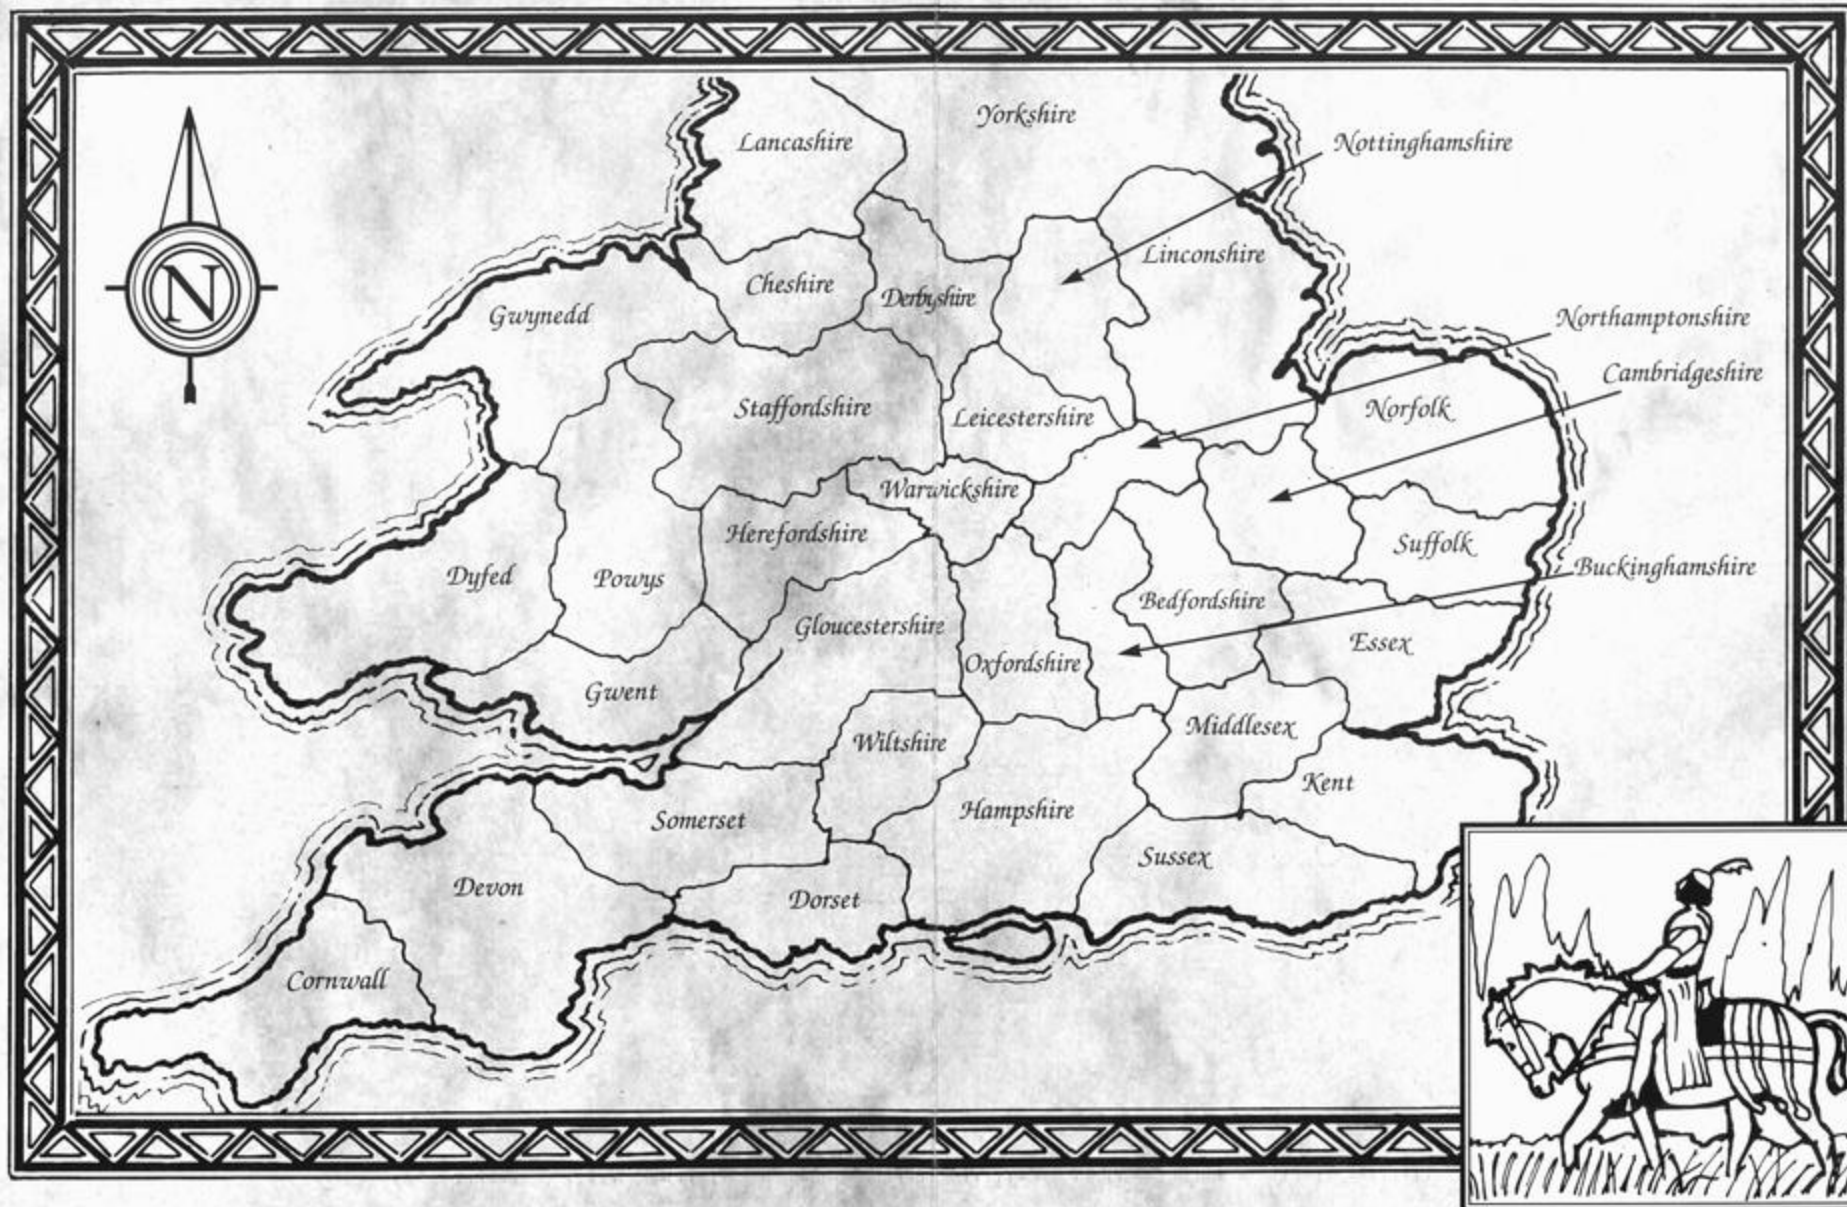 Yorkshire
Lancashire
Nottinghamshire
Linconshire
Cheshire
Derbyshire
N
Gwynedd
Northamptonshire
Cambridgeshire
Staffordshire
Leicestershire
Norfolk
Warwickshire
Herefordshire
Suffolk
Dyfed
Powys
Buckinghamshire
Bedfordshire
Gloucestershire
Essex
Oxfordshire
Gwent
Middlesex
Wiltshire
Kent
Hampshire
Somerset
Sussex
Devon
Dorset
Cornwall